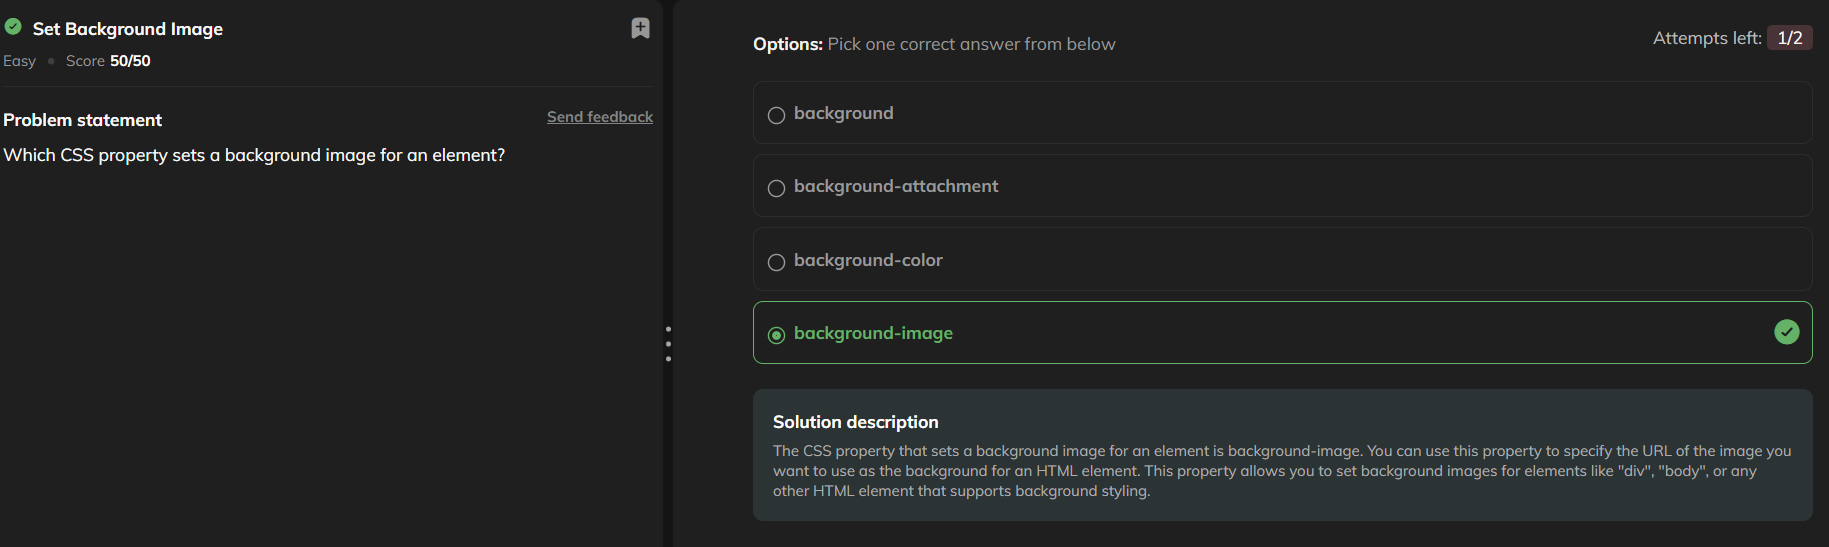 Set Background Image
Easy • Score 50/50
Problem statement
Send feedback
Which CSS property sets a background image for an element?
Options: Pick one correct answer from below
Attempts left: 1/2
background
background-attachment
background-color
background-image
Solution description
The CSS property that sets a background image for an element is background-image. You can use this property to specify the URL of the image you
want to use as the background for an HTML element. This property allows you to set background images for elements like "div", "body", or any
other HTML element that supports background styling.